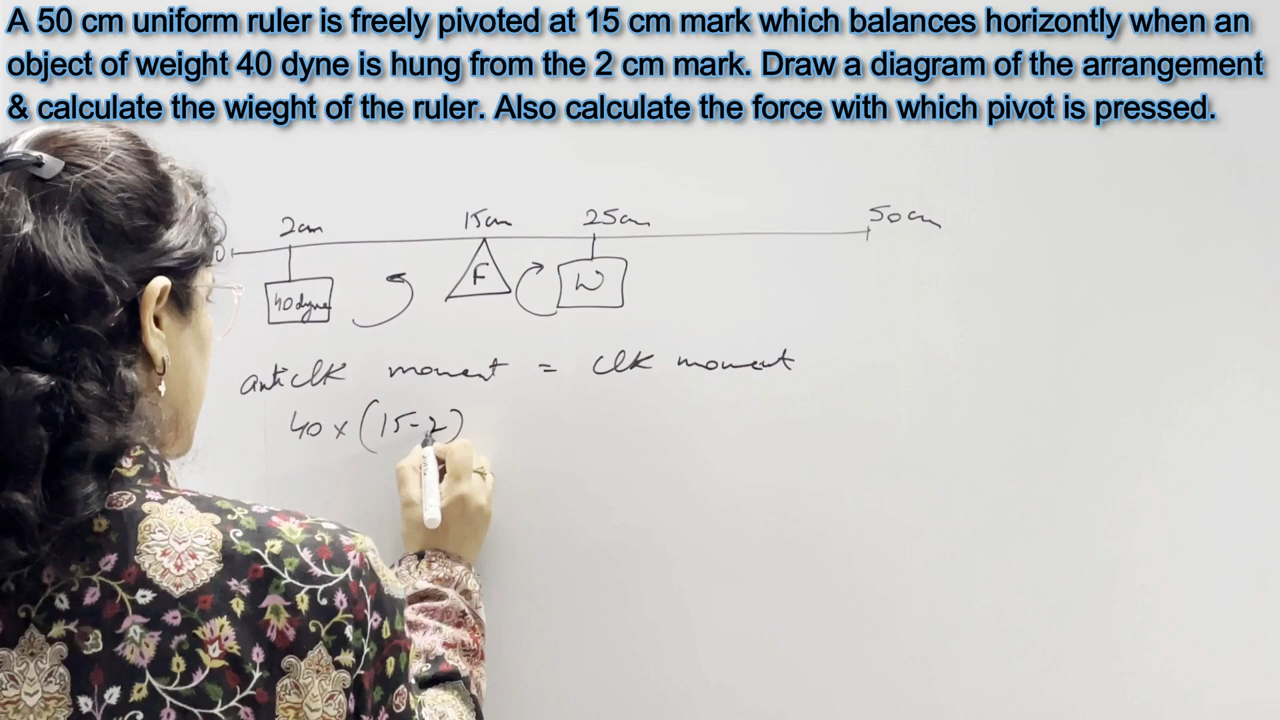 A 50 cm uniform ruler is freely pivoted at 15 cm mark which balances horizontly when an
object of weight 40 dyne is hung from the 2 cm mark. Draw a diagram of the arrangement
& calculate the wieght of the ruler. Also calculate the force with which pivot is pressed.
0 2cm 15cm 25cm 50cm
40dyne F W
anticlk moment = clk moment
40 × (15-2)